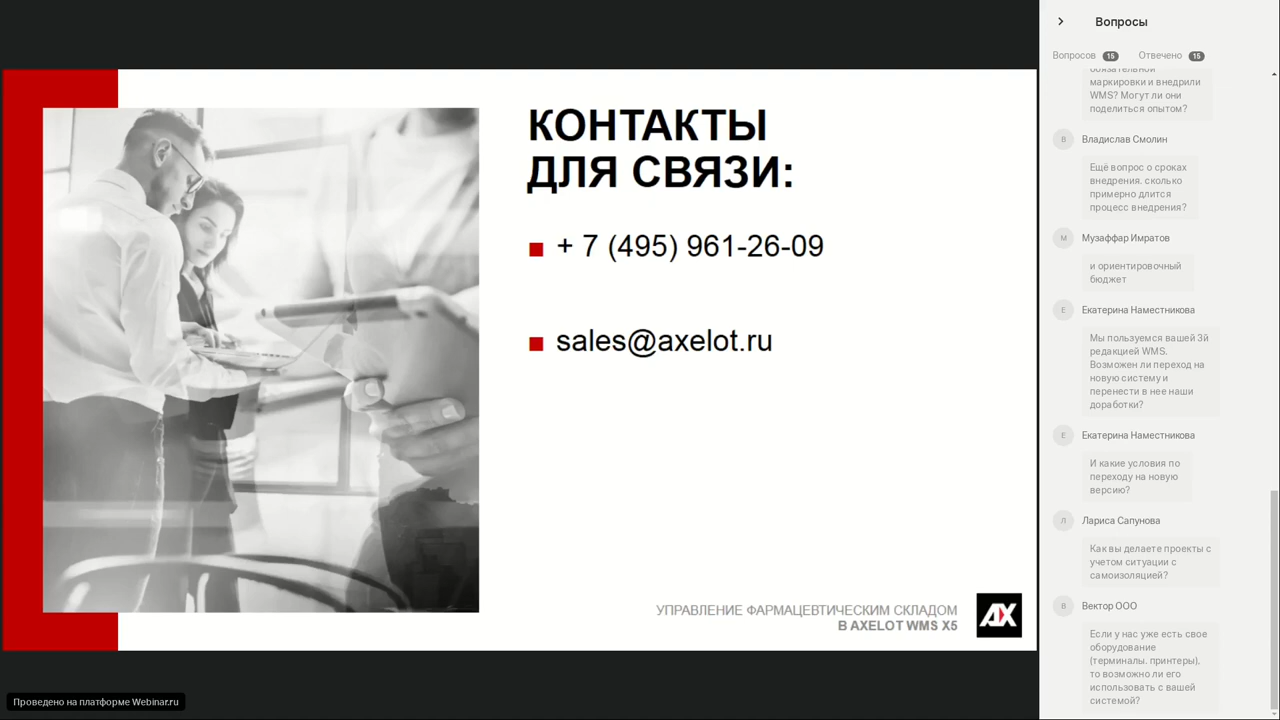 КОНТАКТЫ
ДЛЯ СВЯЗИ:
+ 7 (495) 961-26-09
sales@axelot.ru
УПРАВЛЕНИЕ ФАРМАЦЕВТИЧЕСКИМ СКЛАДОМ
В AXELOT WMS X5
AX
Проведено на платформе Webinar.ru
Вопросы
Вопросов 15 Отвечено 15
обязательной
маркировки и внедрили
WMS? Могут ли они
поделиться опытом?
В Владислав Смолин
Ещё вопрос о сроках
внедрения. сколько
примерно длится
процесс внедрения?
М Музаффар Имратов
и ориентировочный
бюджет
Е Екатерина Наместникова
Мы пользуемся вашей 3й
редакцией WMS.
Возможен ли переход на
новую систему и
перенести в нее наши
доработки?
Е Екатерина Наместникова
И какие условия по
переходу на новую
версию?
Л Лариса Сапунова
Как вы делаете проекты с
учетом ситуации с
самоизоляцией?
В Вектор ООО
Если у нас уже есть свое
оборудование
(терминалы. принтеры),
то возможно ли его
использовать с вашей
системой?